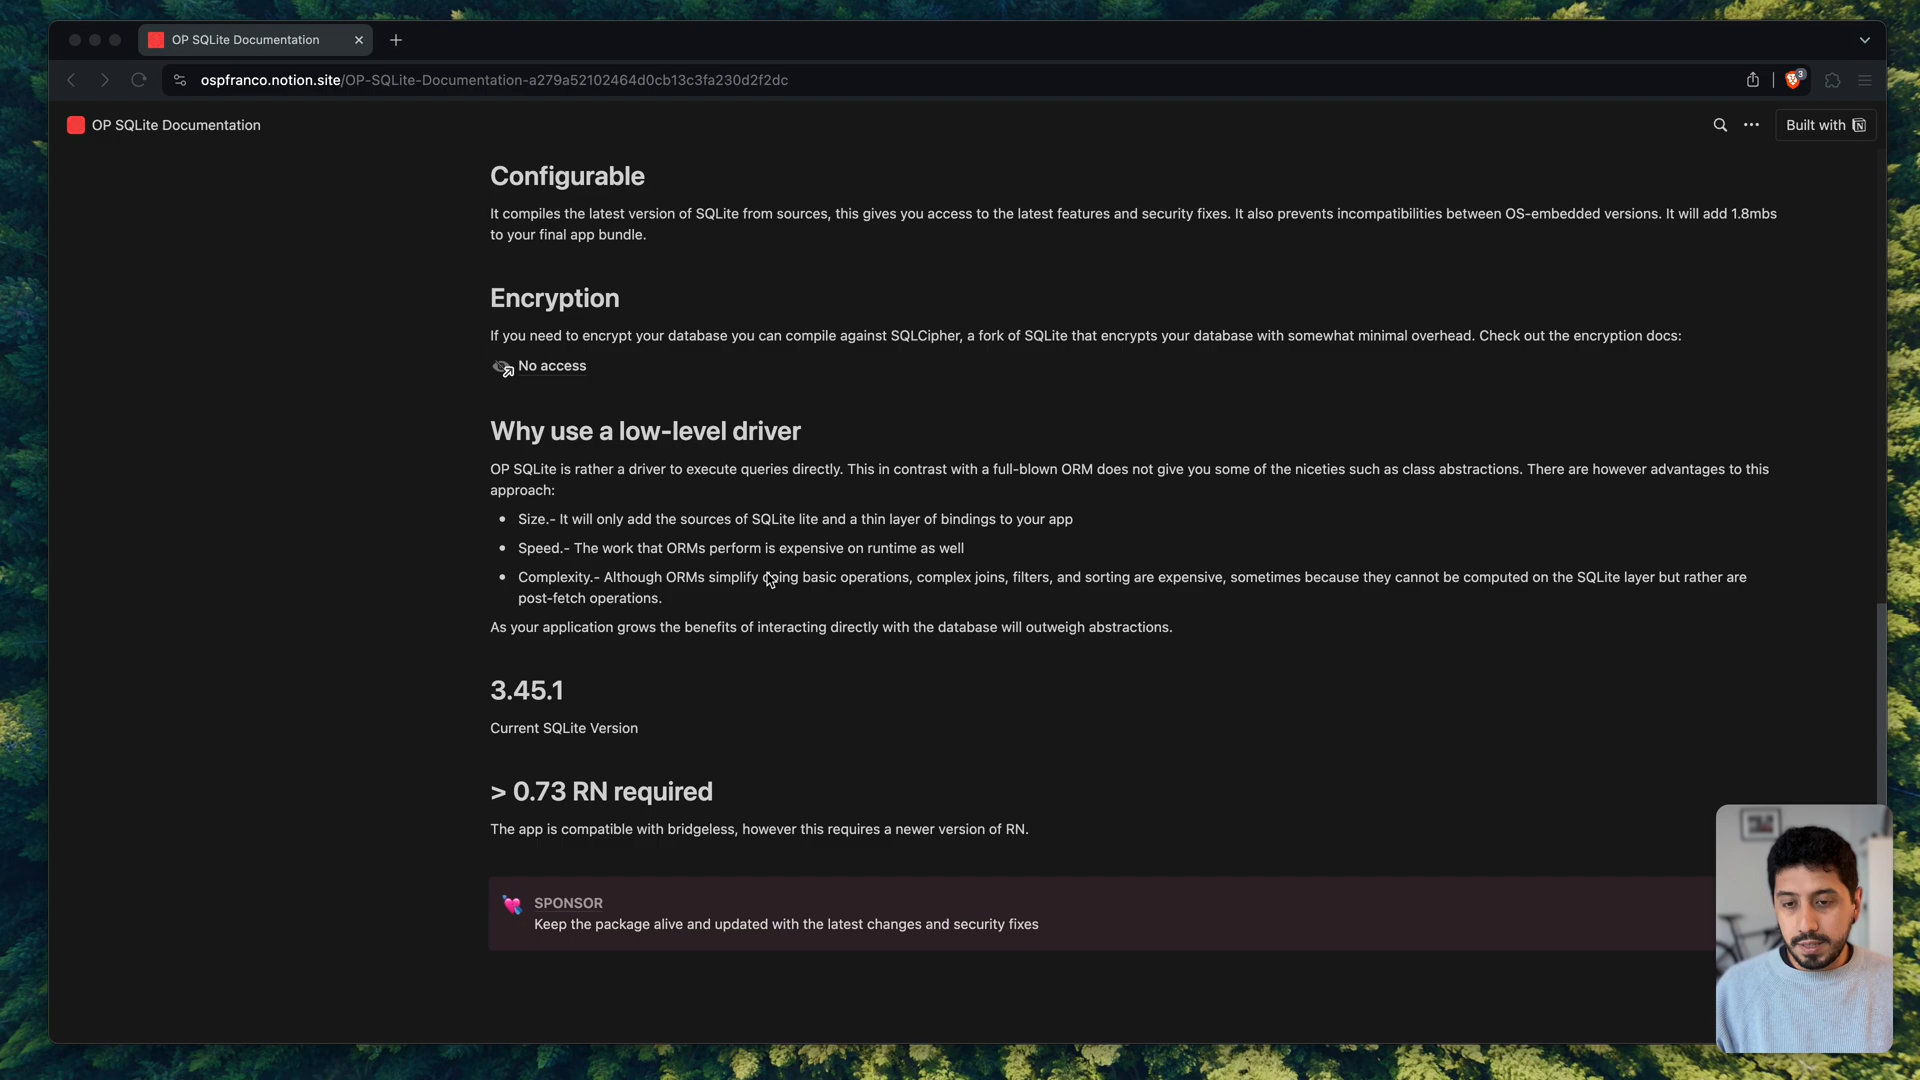 OP SQLite Documentation
ospfranco.notion.site/OP-SQLite-Documentation-a279a52102464d0cb13c3fa230d2f2dc
3
OP SQLite Documentation
Built with
Configurable
It compiles the latest version of SQLite from sources, this gives you access to the latest features and security fixes. It also prevents incompatibilities between OS-embedded versions. It will add 1.8mbs
to your final app bundle.
Encryption
If you need to encrypt your database you can compile against SQLCipher, a fork of SQLite that encrypts your database with somewhat minimal overhead. Check out the encryption docs:
No access
Why use a low-level driver
OP SQLite is rather a driver to execute queries directly. This in contrast with a full-blown ORM does not give you some of the niceties such as class abstractions. There are however advantages to this
approach:
• Size.- It will only add the sources of SQLite lite and a thin layer of bindings to your app
• Speed.- The work that ORMs perform is expensive on runtime as well
• Complexity.- Although ORMs simplify doing basic operations, complex joins, filters, and sorting are expensive, sometimes because they cannot be computed on the SQLite layer but rather are
post-fetch operations.
As your application grows the benefits of interacting directly with the database will outweigh abstractions.
3.45.1
Current SQLite Version
> 0.73 RN required
The app is compatible with bridgeless, however this requires a newer version of RN.
SPONSOR
Keep the package alive and updated with the latest changes and security fixes